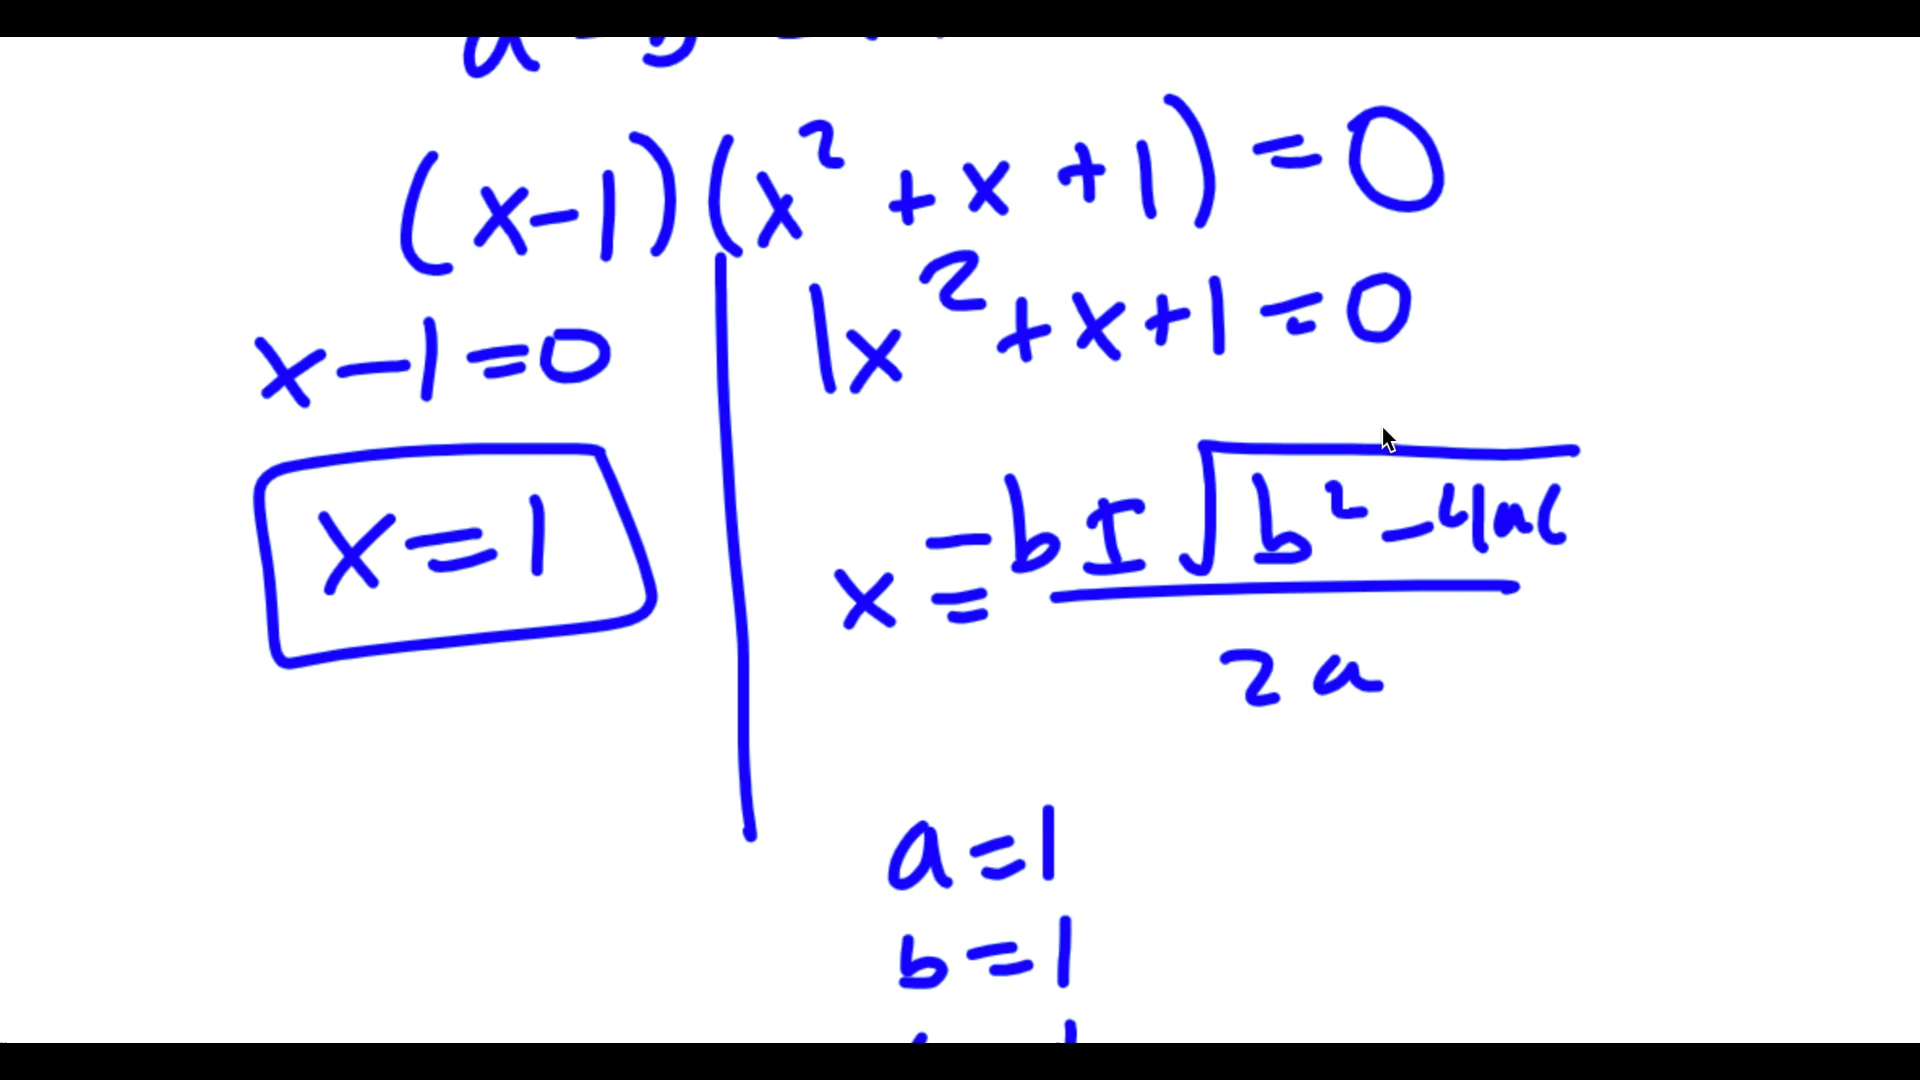 (x-1)(x²+x+1)=0
x-1=0
x=1
1x²+x+1=0
x=-b±√b²-4ac
2a
a=1
b=1